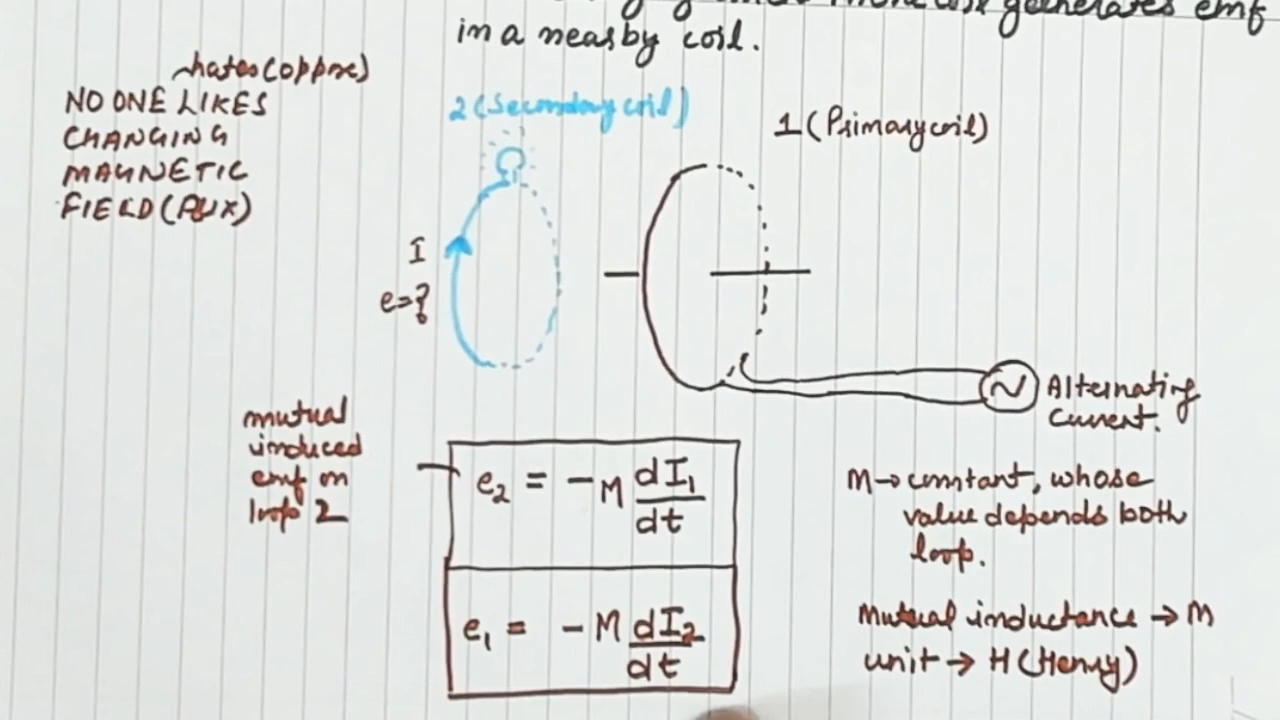 generates emf
in a nearby coil.
hates(oppose)
NO ONE LIKES
CHANGING
MAGNETIC
FIELD (FLUX)
2 (Secondary coil)
1 (Primary coil)
I
e=?
Alternating
Current.
mutual
induced
emf on
loop 2
e₂ = -M dI₁/dt
M→constant, whose
value depends both
loop.
e₁ = -M dI₂/dt
Mutual inductance → M
unit → H (Henry)